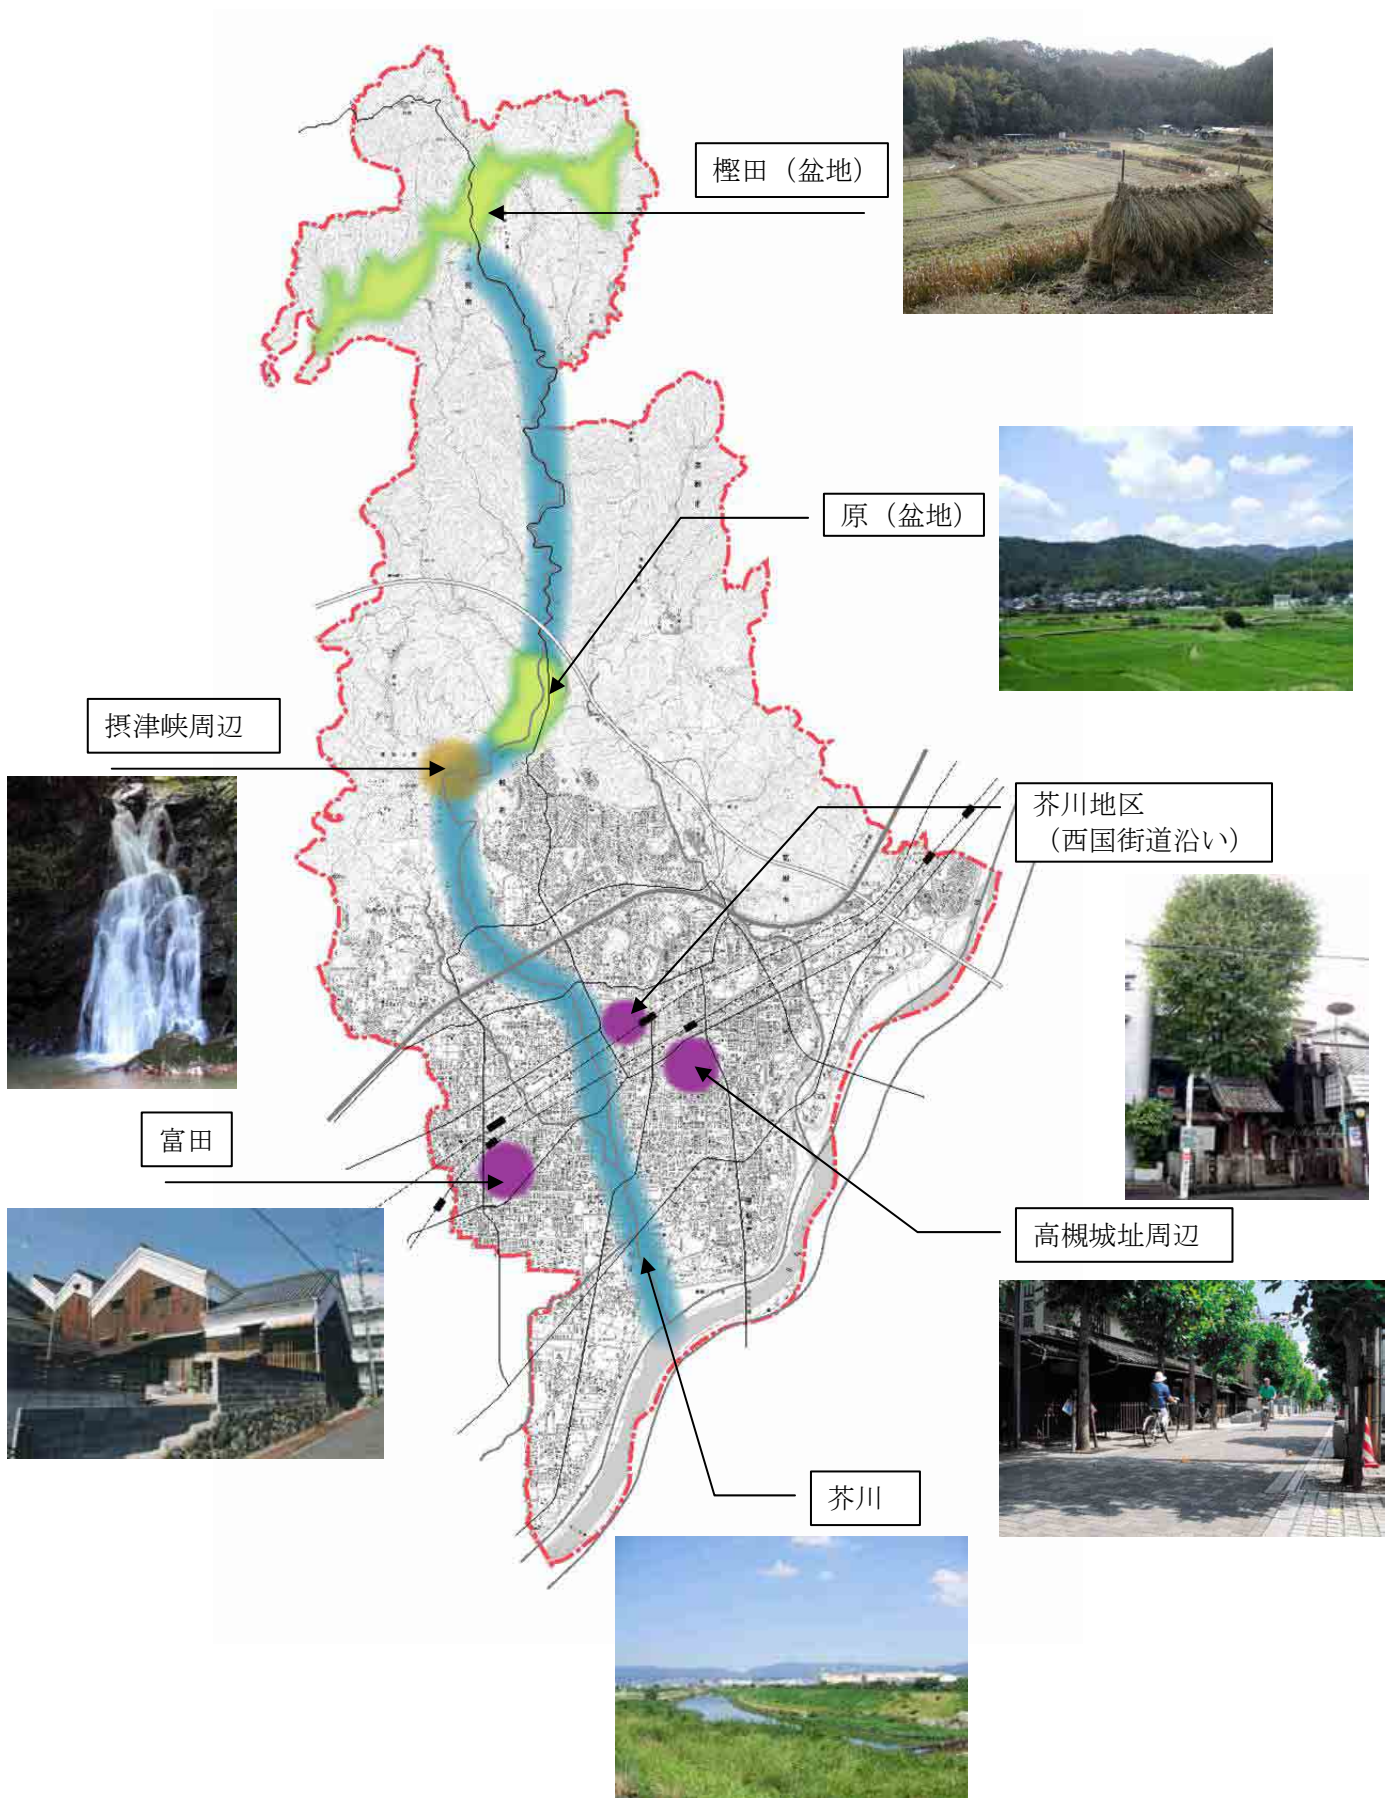 樫田（盆地）
原（盆地）
摂津峡周辺
芥川地区
（西国街道沿い）
富田
高槻城址周辺
芥川